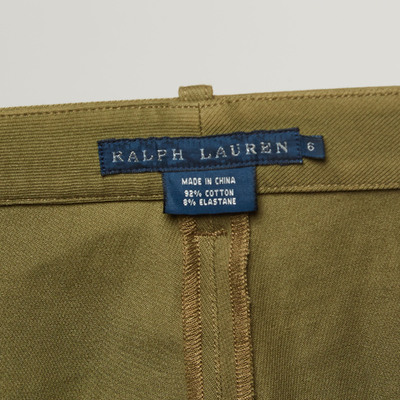 RALPH LAUREN 6
MADE IN CHINA
92% COTTON
8% ELASTANE